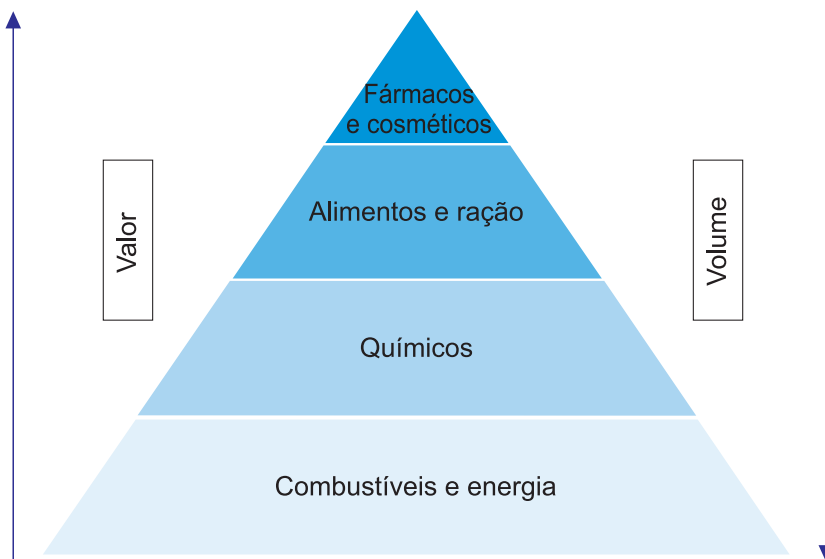 Fármacos
e cosméticos
Valor
Alimentos e ração
Volume
Químicos
Combustíveis e energia